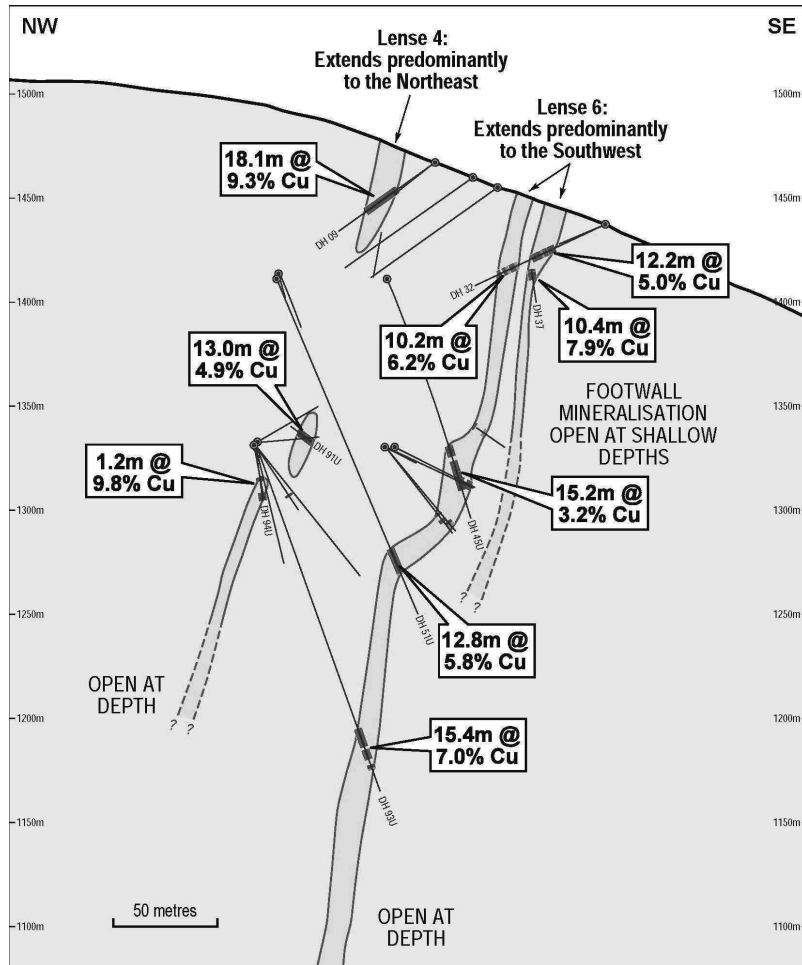 NW
SE
Lense 4:
Extends predominantly
to the Northeast
1500m
Lense 6:
Extends predominantly
to the Southwest
18.1m @
9.3% Cu
1450m
1450m
DH 09
12.2m @
5.0% Cu
DH 32
1400m
1400m
DH 37
10.2m @
6.2% Cu
10.4m @
7.9% Cu
13.0m @
4.9% Cu
FOOTWALL
MINERALISATION
OPEN AT SHALLOW
DEPTHS
1350m
1350m
DH 91U
1.2m @
9.8% Cu
15.2m @
3.2% Cu
1300m
1300m
DH 94U
DH 45U
? ?
1250m
1250m
DH 51U
12.8m @
5.8% Cu
OPEN AT
DEPTH
1200m
1200m
? ?
15.4m @
7.0% Cu
1150m
1150m
DH 93U
50 metres
OPEN AT
DEPTH
1100m
1100m